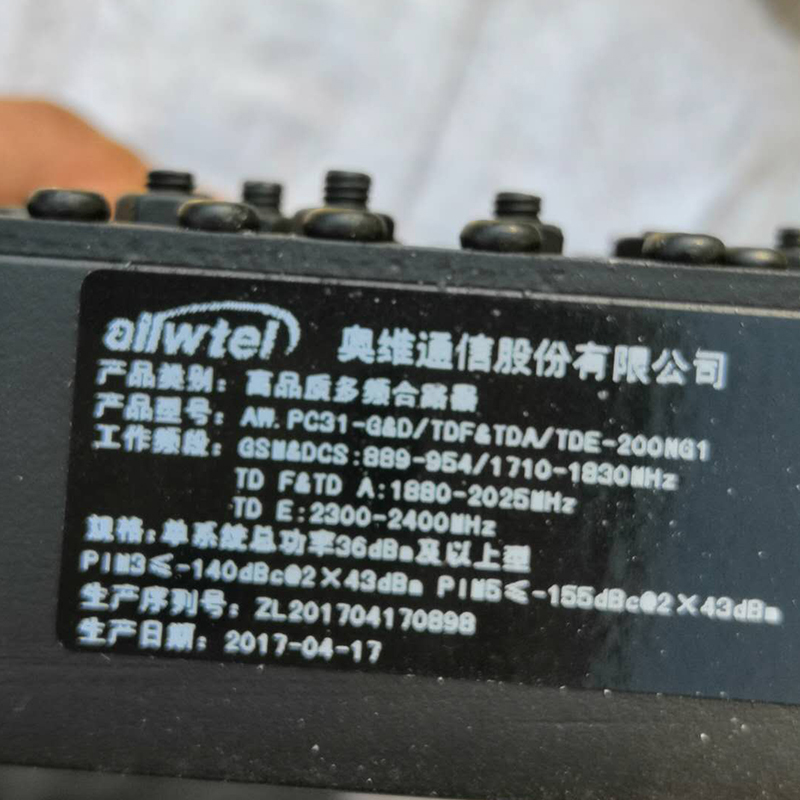 allwtel
奥维通信股份有限公司
产品类别：高品质多频合路器
产品型号：AW.PC31-G&D/TDF&TDA/TDE-200NG1
工作频段：GSM&DCS:889-954/1710-1830MHz
TD F&TD A:1880-2025MHz
TD E:2300-2400MHz
规格：单系统总功率36dBm及以上型
PIM3≤-140dBc@2×43dBm PIM5≤-155dBc@2×43dBm
生产序列号：ZL201704170898
生产日期：2017-04-17